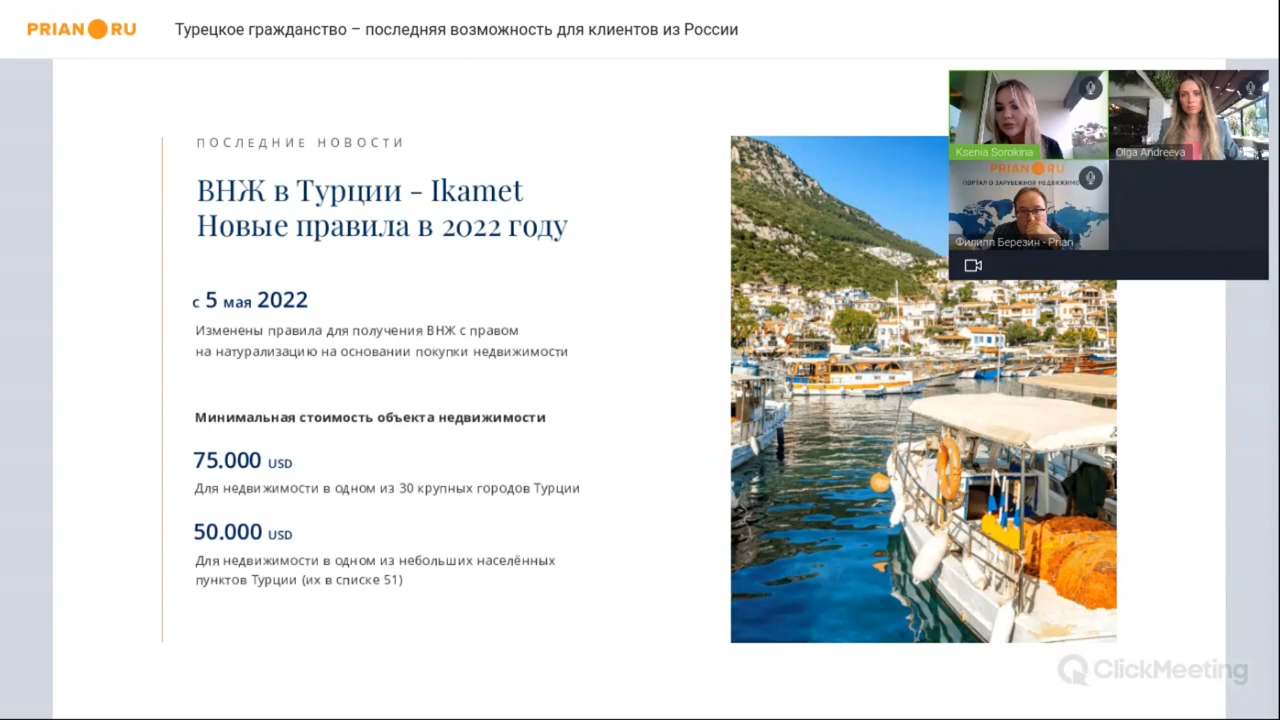 PRIAN RU
Турецкое гражданство – последняя возможность для клиентов из России
ПОСЛЕДНИЕ НОВОСТИ
ВНЖ в Турции - Ikamet
Новые правила в 2022 году
с 5 мая 2022
Изменены правила для получения ВНЖ с правом
на натурализацию на основании покупки недвижимости
Минимальная стоимость объекта недвижимости
75.000 USD
Для недвижимости в одном из 30 крупных городов Турции
50.000 USD
Для недвижимости в одном из небольших населённых
пунктов Турции (их в списке 51)
Ksenia Sorokina
Olga Andreeva
PRIAN RU
ПОРТАЛ О ЗАРУБЕЖНОЙ НЕДВИЖИМО
Филипп Березин - Prian
ClickMeeting